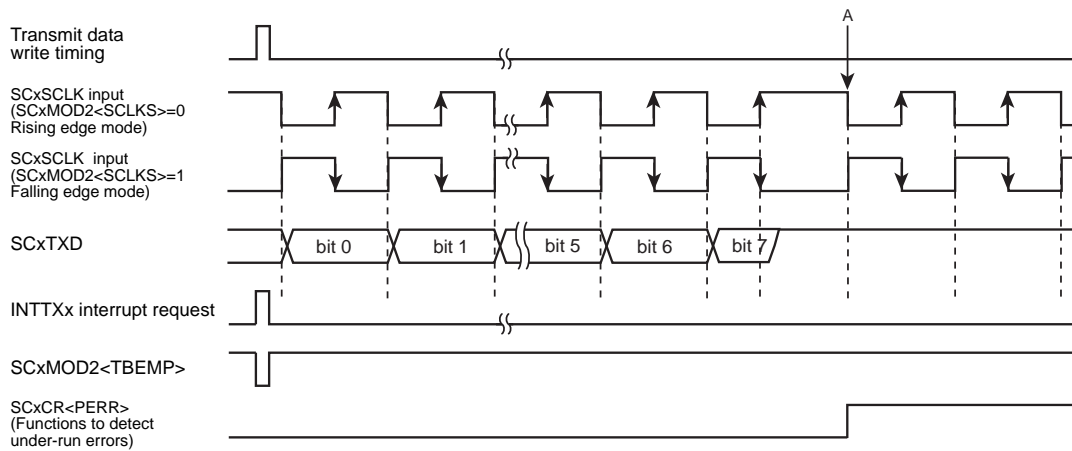 A
Transmit data
write timing
SCxSCLK input
(SCxMOD2<SCLKS>=0
Rising edge mode)
SCxSCLK input
(SCxMOD2<SCLKS>=1
Falling edge mode)
SCxTXD
bit 0
bit 1
bit 5
bit 6
bit 7
INTTXx interrupt request
SCxMOD2<TBEMP>
SCxCR<PERR>
(Functions to detect
under-run errors)